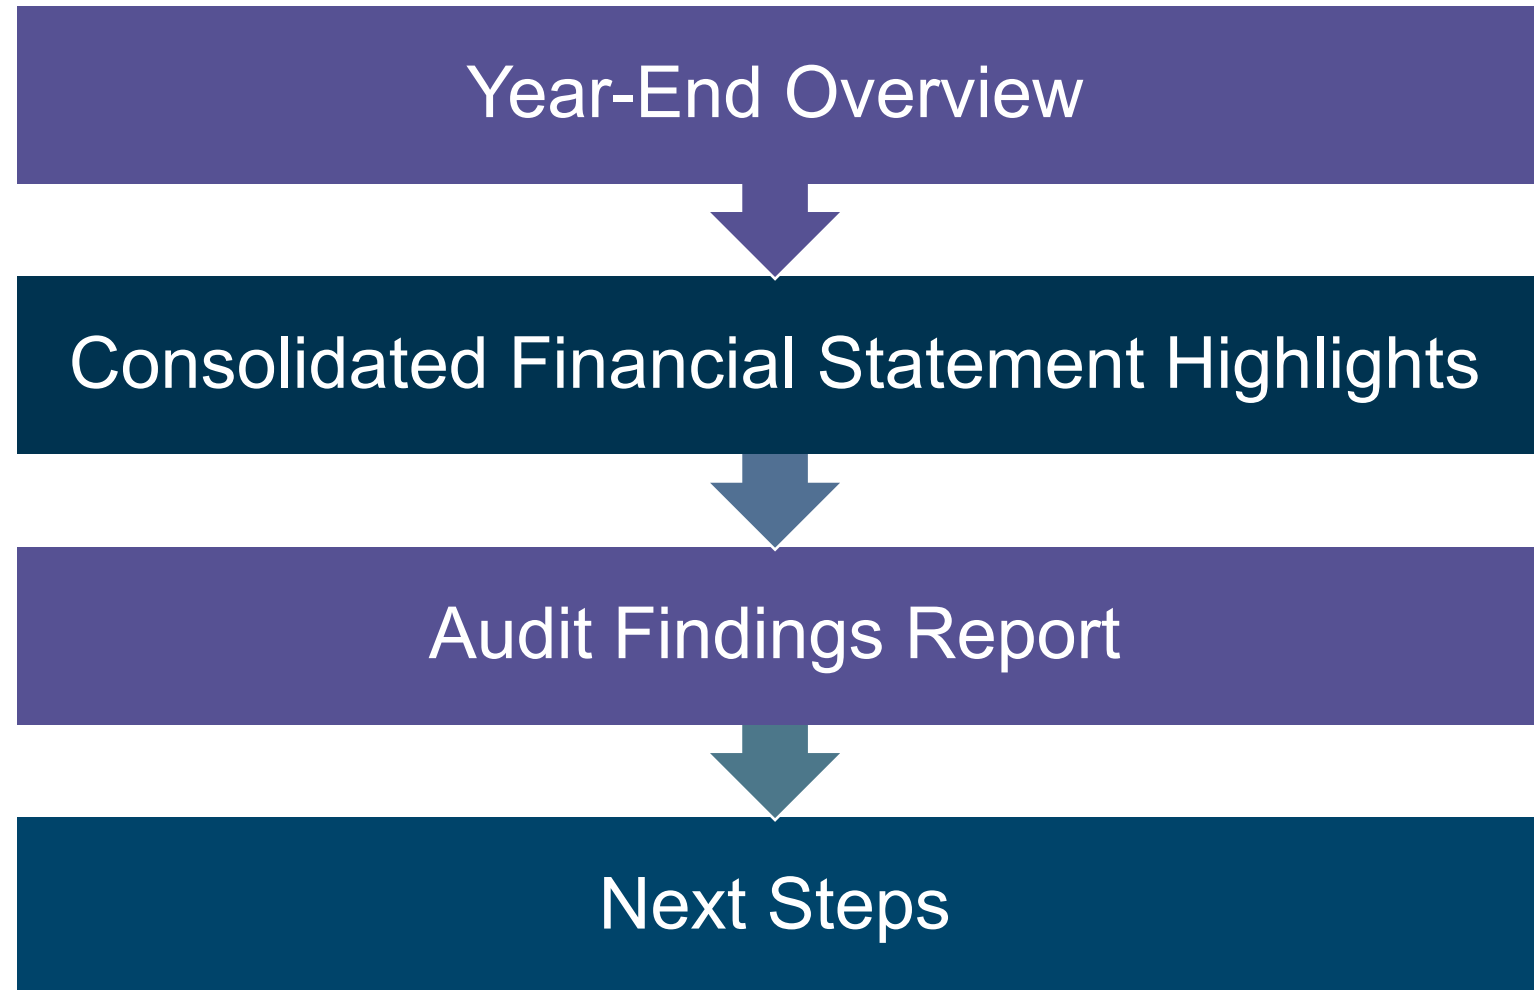 Year-End Overview
Consolidated Financial Statement Highlights
Audit Findings Report
Next Steps